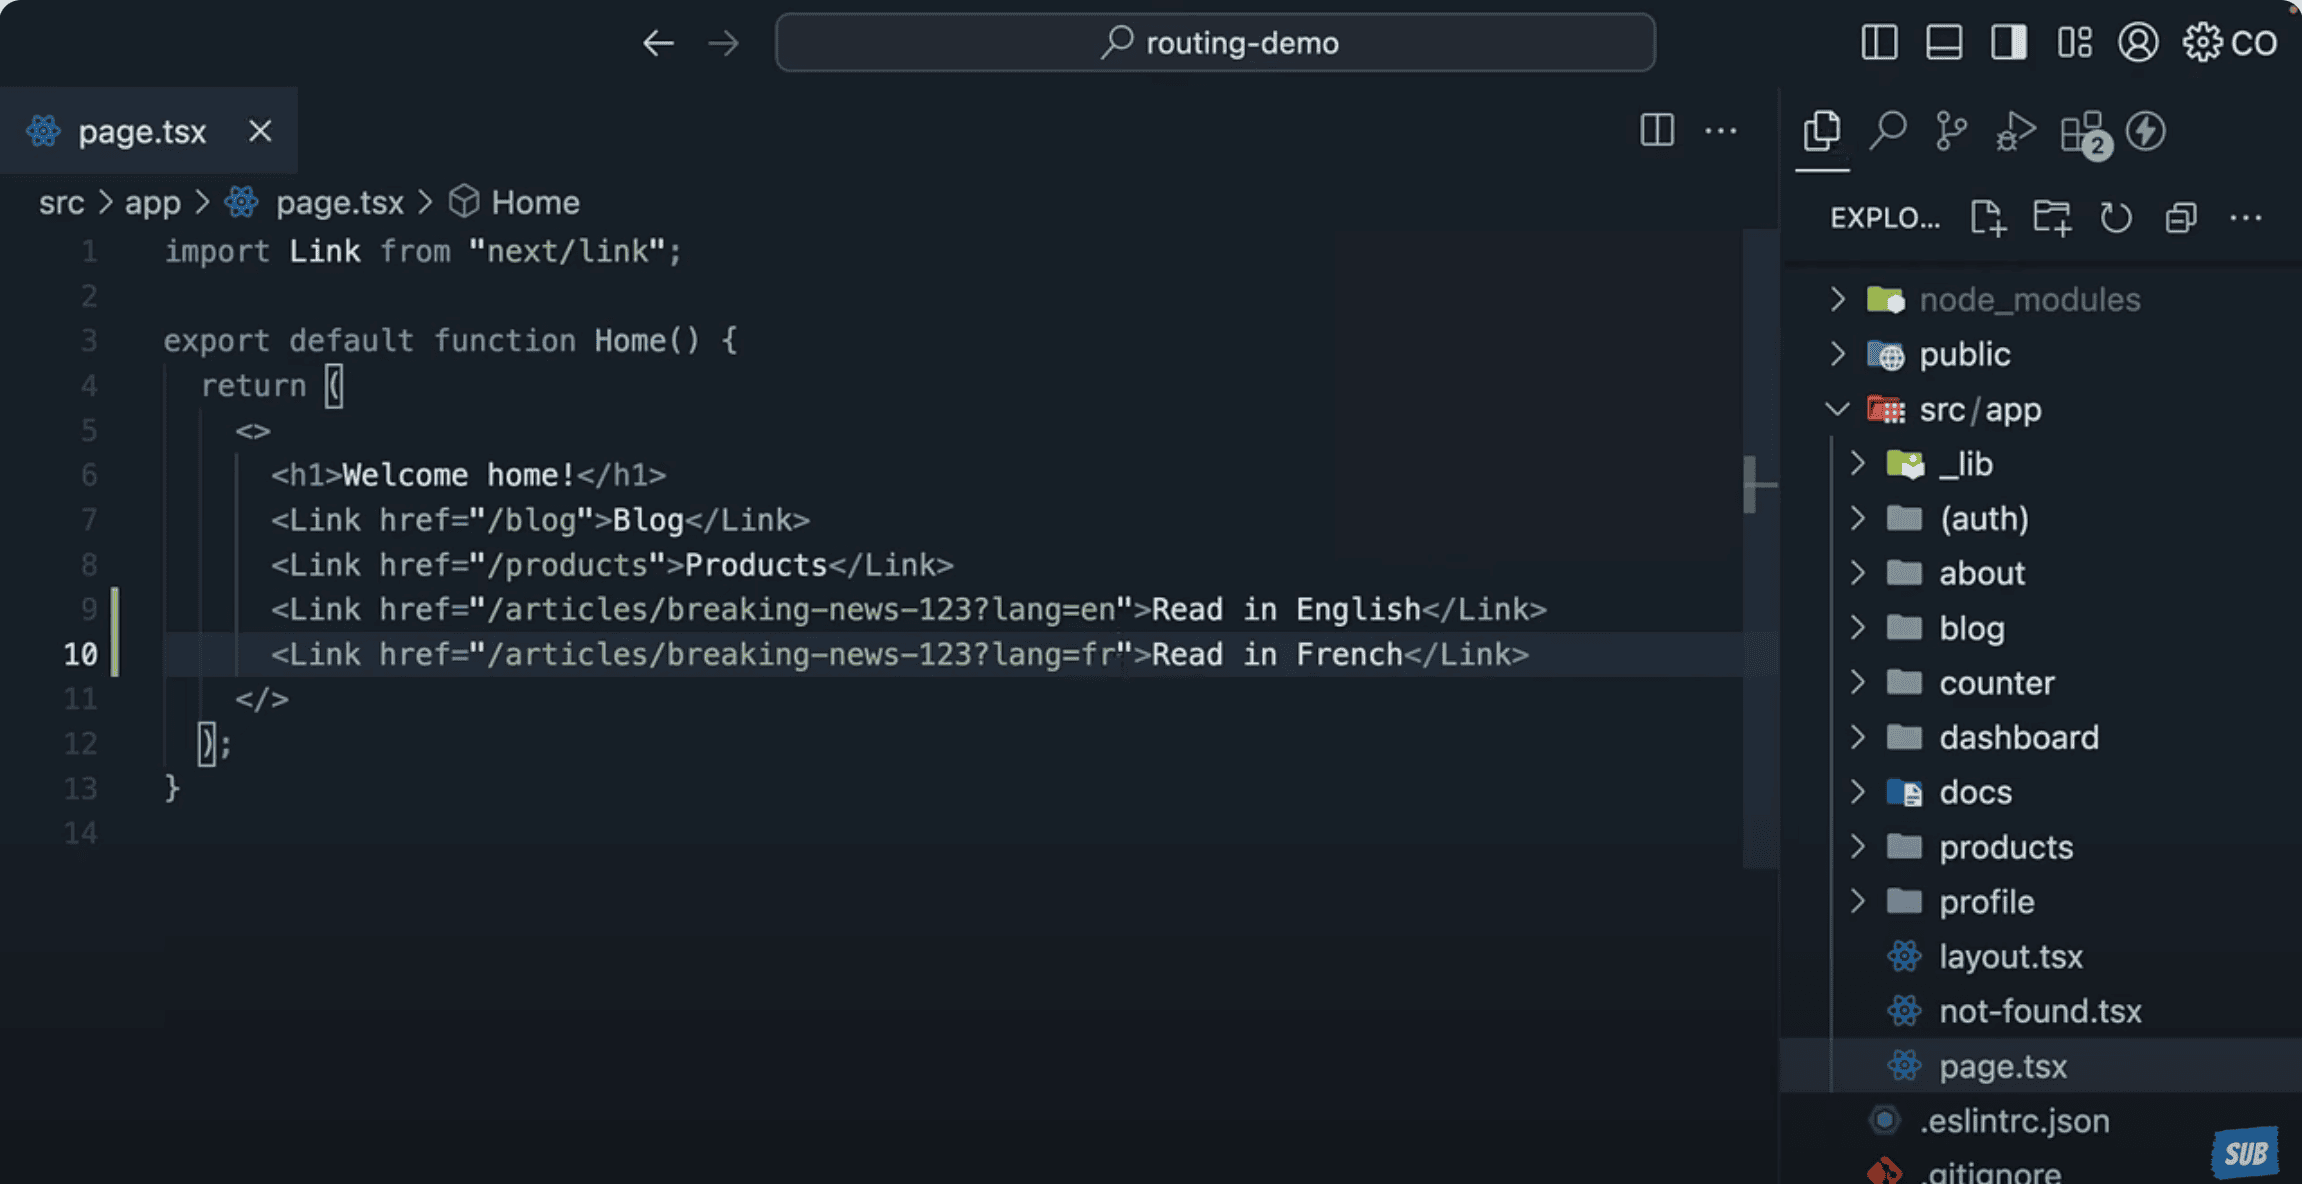 routing-demo
CO
page.tsx
src > app > page.tsx > Home
1 import Link from "next/link";
2
3 export default function Home() {
4 return (
5 <>
6 <h1>Welcome home!</h1>
7 <Link href="/blog">Blog</Link>
8 <Link href="/products">Products</Link>
9 <Link href="/articles/breaking-news-123?lang=en">Read in English</Link>
10 <Link href="/articles/breaking-news-123?lang=fr">Read in French</Link>
11 </>
12 );
13 }
14
2
EXPLO...
node_modules
public
src/app
_lib
(auth)
about
blog
counter
dashboard
docs
products
profile
layout.tsx
not-found.tsx
page.tsx
.eslintrc.json
.gitignore
SUB